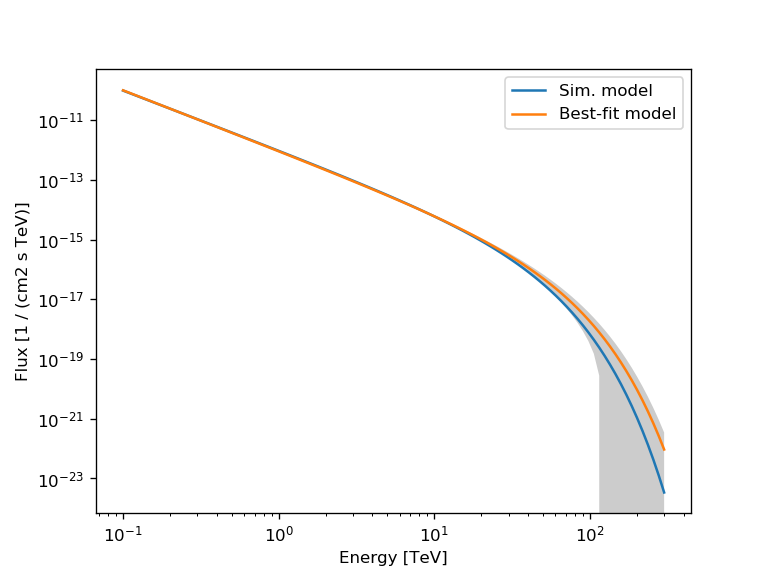 Sim. model
Best-fit model
10⁻¹¹
10⁻¹³
10⁻¹⁵
10⁻¹⁷
10⁻¹⁹
10⁻²¹
10⁻²³
Flux [1 / (cm2 s TeV)]
10⁻¹ 10⁰ 10¹ 10²
Energy [TeV]